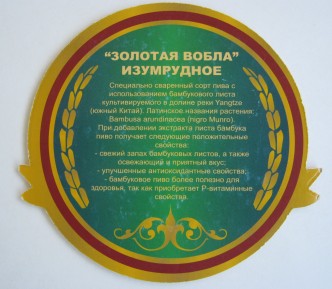 “ЗОЛОТАЯ ВОБЛА”
ИЗУМРУДНОЕ
Специально сваренный сорт пива с
использованием бамбукового листа
культивируемого в долине реки Yangtze
(южный Китай). Латинское название растения:
Bambusa arundinacea (nigro Munro).
При добавлении экстракта листа бамбука
пиво получает следующие положительные
свойства:
- свежий запах бамбуковых листов, а также
освежающий и приятный вкус;
- улучшенные антиоксидантные свойства;
- бамбуковое пиво более полезно для
здоровья, так как приобретает Р-витаминные
свойства.